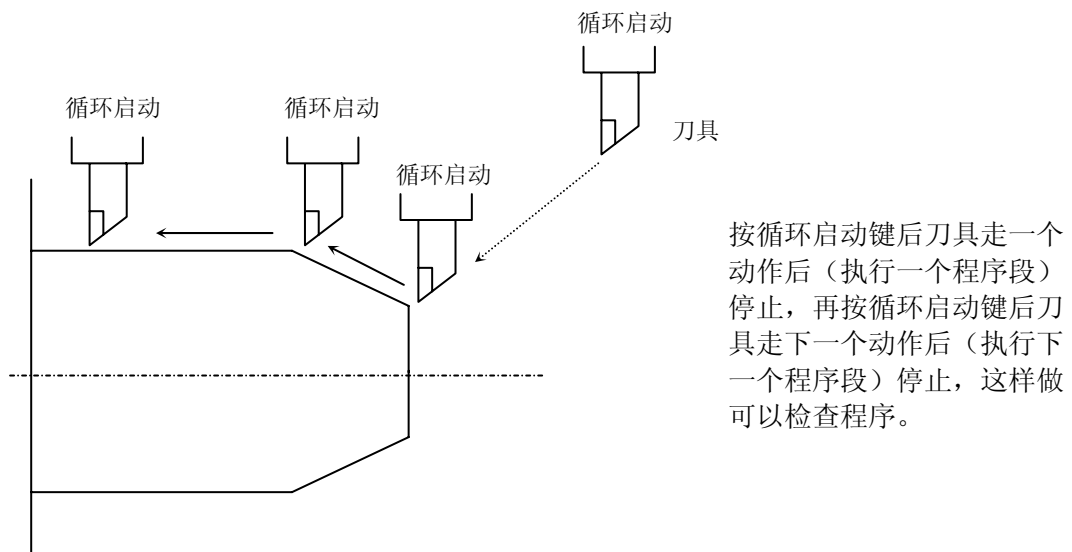 循环启动
循环启动
循环启动
循环启动
刀具
按循环启动键后刀具走一个
动作后（执行一个程序段）
停止，再按循环启动键后刀
具走下一个动作后（执行下
一个程序段）停止，这样做
可以检查程序。